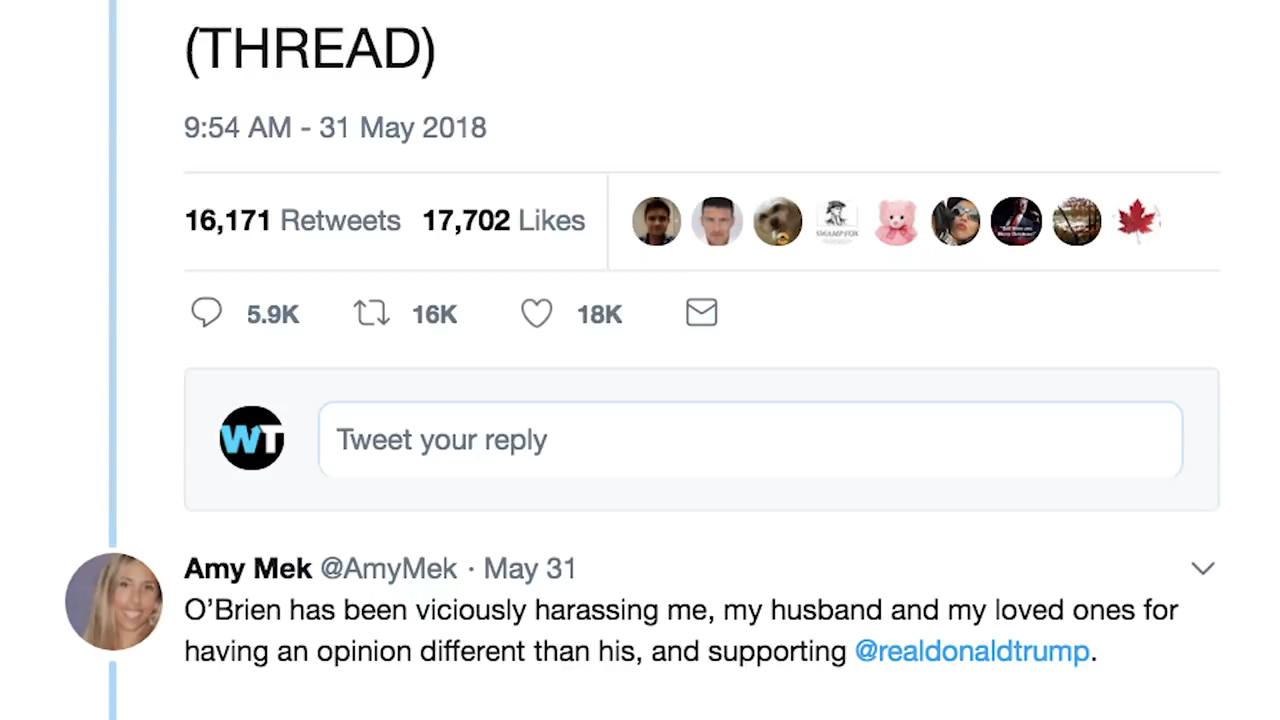 (THREAD)
9:54 AM - 31 May 2018
16,171 Retweets 17,702 Likes
SWAMP FOX
5.9K 16K 18K
WT Tweet your reply
Amy Mek @AmyMek · May 31
O’Brien has been viciously harassing me, my husband and my loved ones for
having an opinion different than his, and supporting @realdonaldtrump.